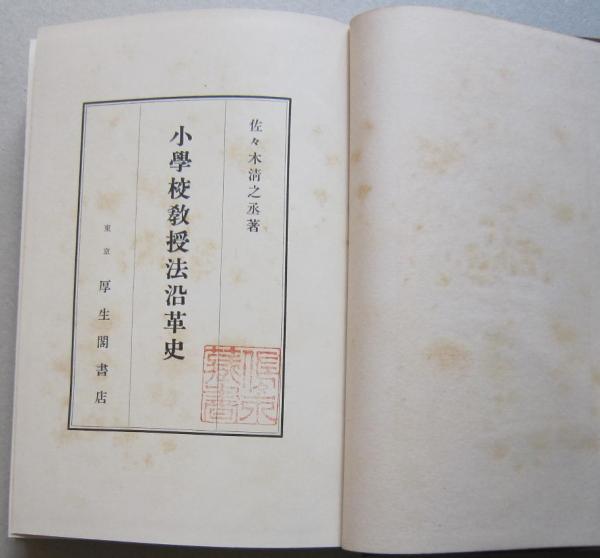 佐々木淸之丞著
小學校敎授法沿革史
東京 厚生閣書店